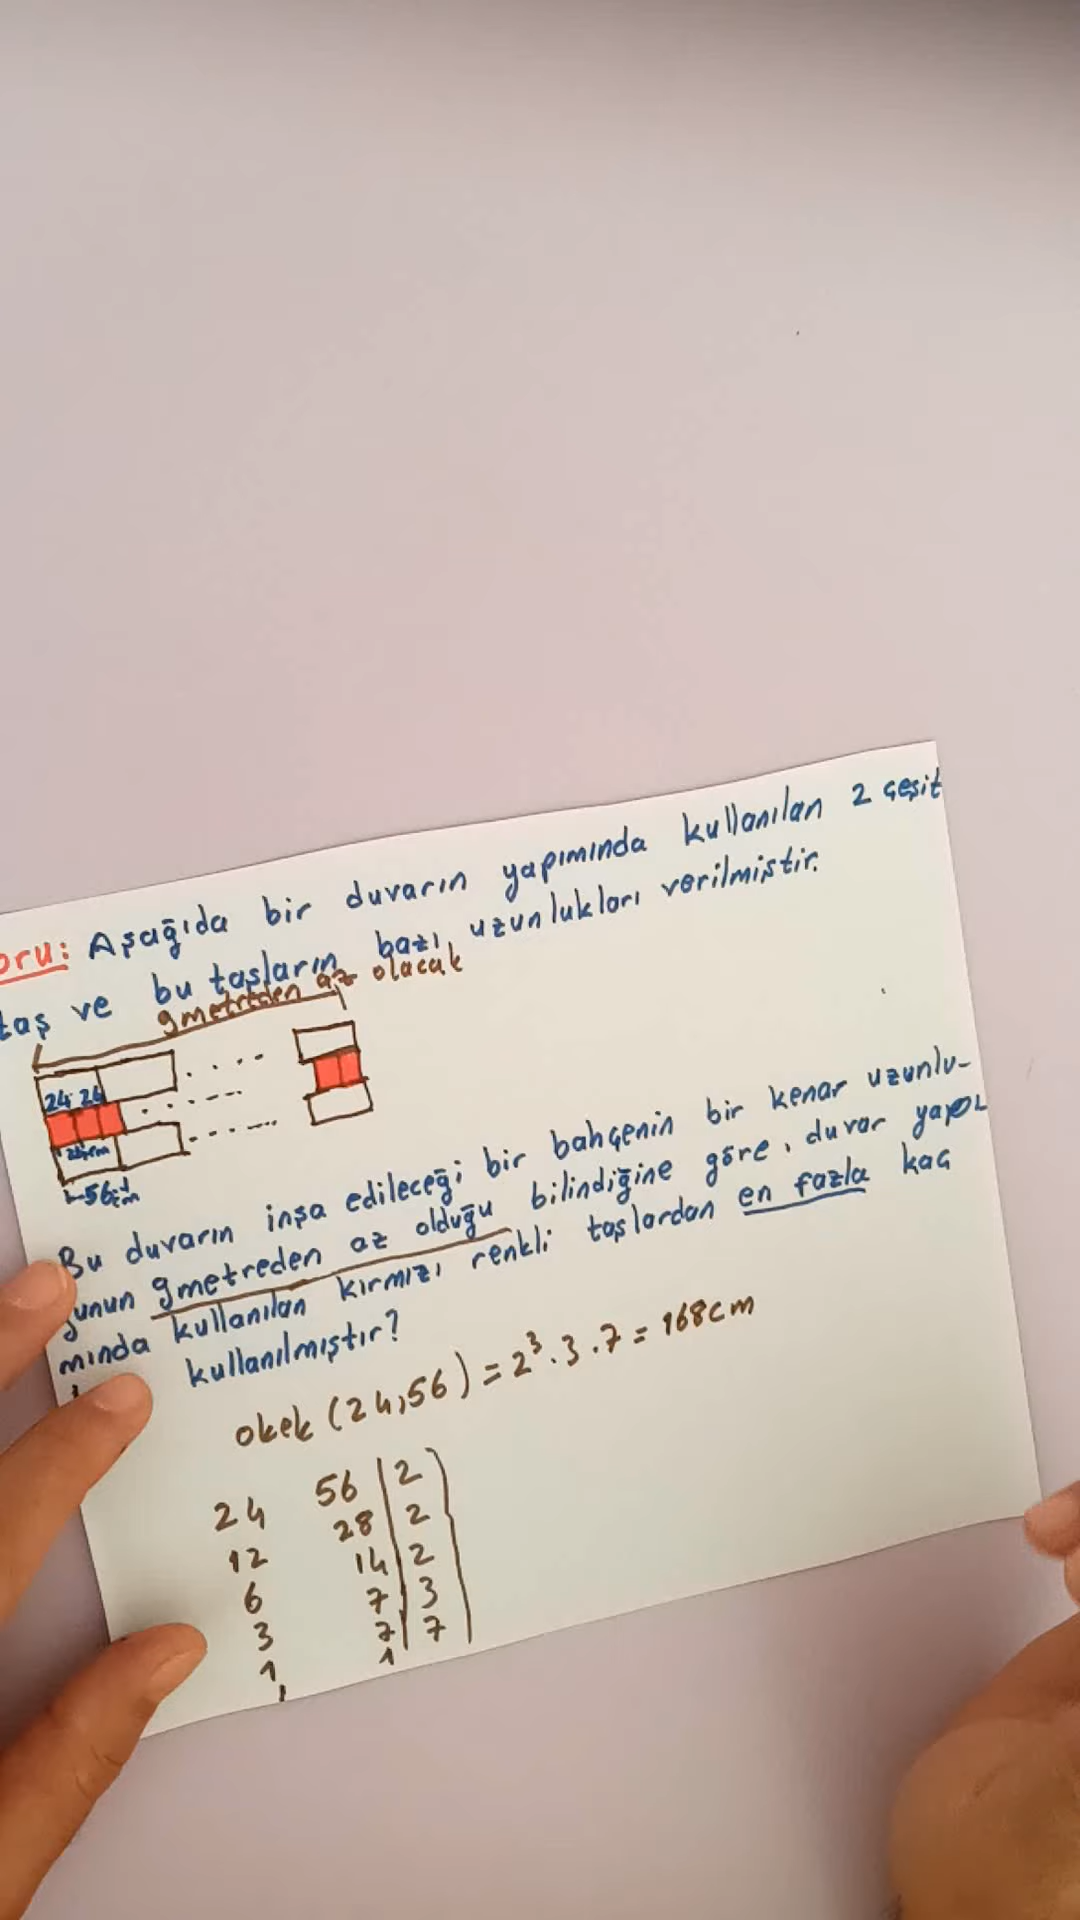 oru: Aşağıda bir duvarın yapımında kullanılan 2 çeşit
taş ve bu taşların bazı uzunlukları verilmiştir.
9metreden az olacak
24 24
56cm
Bu duvarın inşa edileceği bir bahçenin bir kenar uzunlu-
ğunun 9metreden az olduğu bilindiğine göre, duvar yapı
mında kullanılan kırmızı renkli taşlardan en fazla kaç
kullanılmıştır?
okek (24,56) = 2³.3.7 = 168cm
24 56 2
12 28 2
6 14 2
3 7 3
1 7 7
1